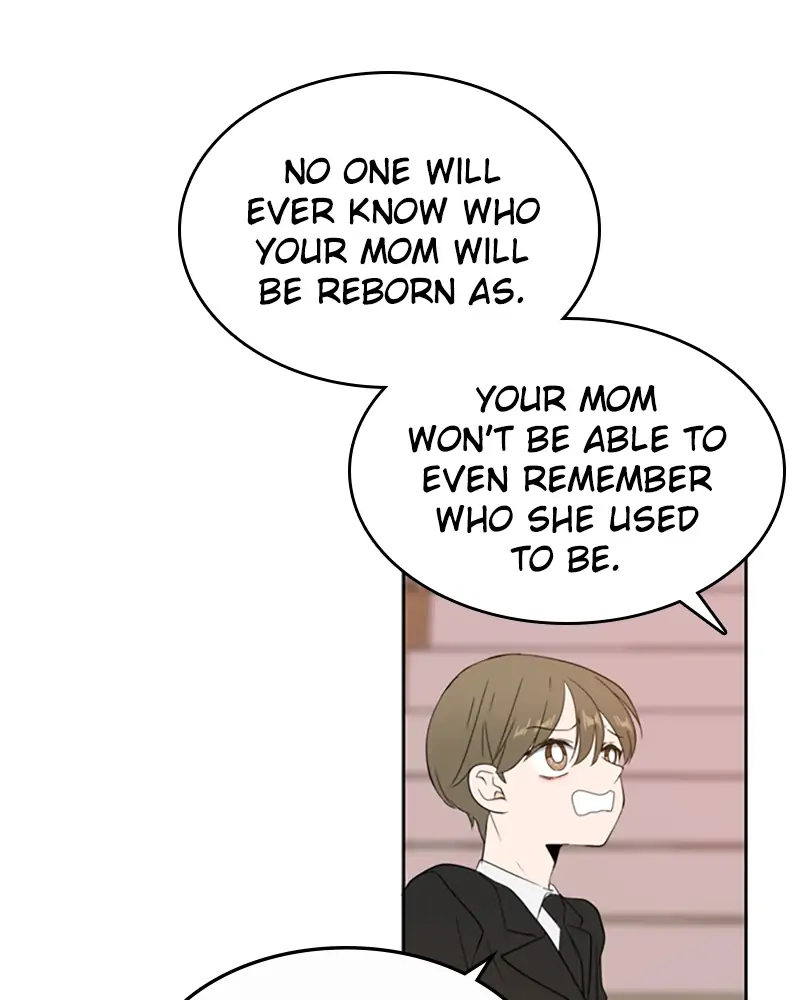 NO ONE WILL
EVER KNOW WHO
YOUR MOM WILL
BE REBORN AS.
YOUR MOM
WON'T BE ABLE TO
EVEN REMEMBER
WHO SHE USED
TO BE.